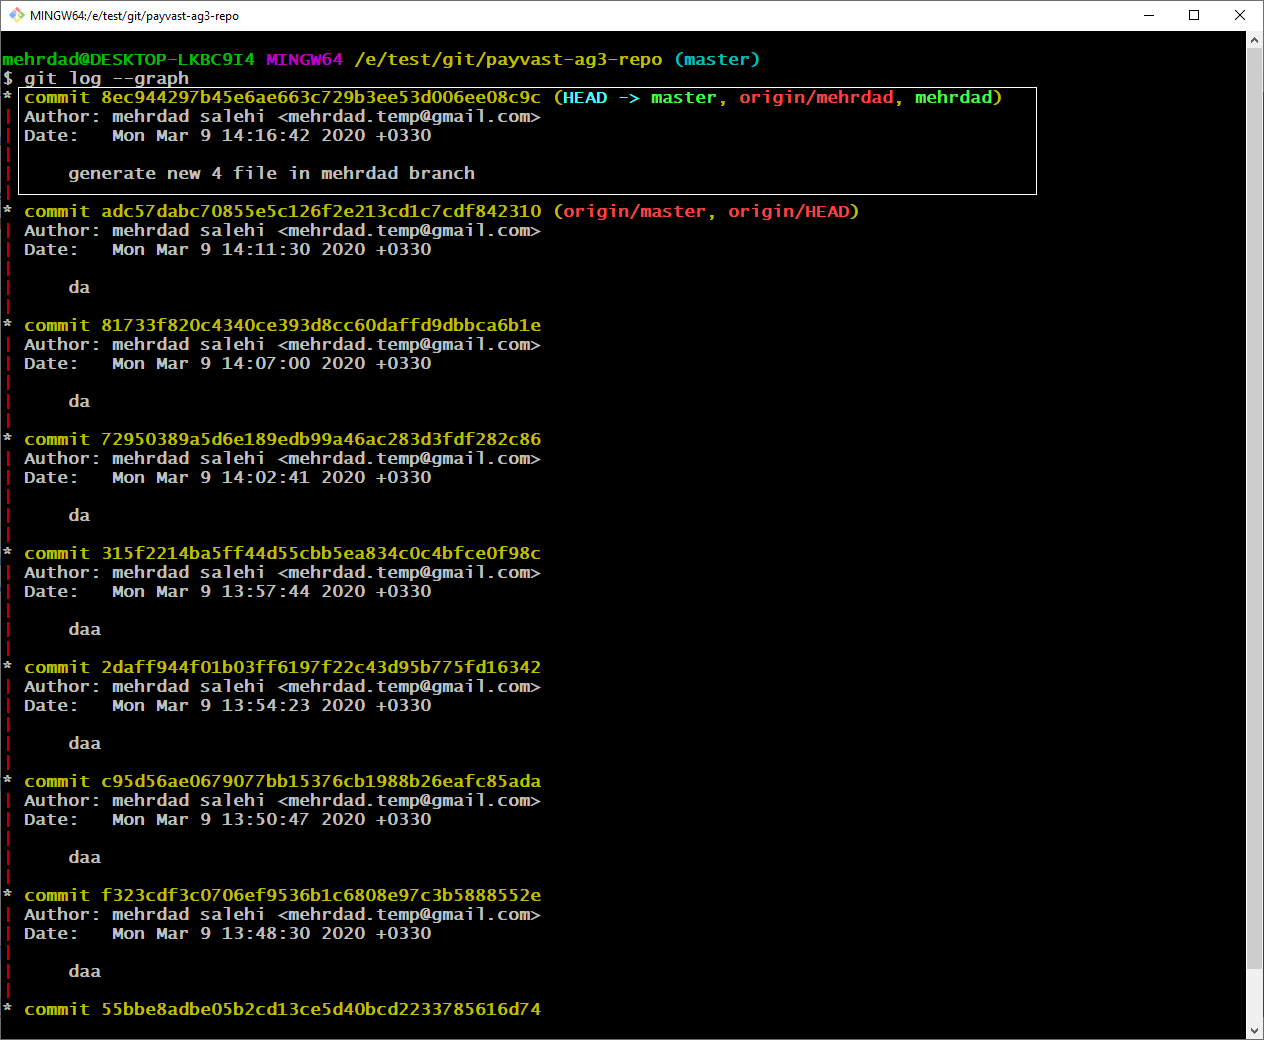 MINGW64:/e/test/git/payvast-ag3-repo
mehrdad@DESKTOP-LKBC9I4 MINGW64 /e/test/git/payvast-ag3-repo (master)
$ git log --graph
* commit 8ec944297b45e6ae663c729b3ee53d006ee08c9c (HEAD -> master, origin/mehrdad, mehrdad)
| Author: mehrdad salehi <mehrdad.temp@gmail.com>
| Date:   Mon Mar 9 14:16:42 2020 +0330
|
|     generate new 4 file in mehrdad branch
|
* commit adc57dabc70855e5c126f2e213cd1c7cdf842310 (origin/master, origin/HEAD)
| Author: mehrdad salehi <mehrdad.temp@gmail.com>
| Date:   Mon Mar 9 14:11:30 2020 +0330
|
|     da
|
* commit 81733f820c4340ce393d8cc60daffd9dbbca6b1e
| Author: mehrdad salehi <mehrdad.temp@gmail.com>
| Date:   Mon Mar 9 14:07:00 2020 +0330
|
|     da
|
* commit 72950389a5d6e189edb99a46ac283d3fdf282c86
| Author: mehrdad salehi <mehrdad.temp@gmail.com>
| Date:   Mon Mar 9 14:02:41 2020 +0330
|
|     da
|
* commit 315f2214ba5ff44d55cbb5ea834c0c4bfce0f98c
| Author: mehrdad salehi <mehrdad.temp@gmail.com>
| Date:   Mon Mar 9 13:57:44 2020 +0330
|
|     daa
|
* commit 2daff944f01b03ff6197f22c43d95b775fd16342
| Author: mehrdad salehi <mehrdad.temp@gmail.com>
| Date:   Mon Mar 9 13:54:23 2020 +0330
|
|     daa
|
* commit c95d56ae0679077bb15376cb1988b26eafc85ada
| Author: mehrdad salehi <mehrdad.temp@gmail.com>
| Date:   Mon Mar 9 13:50:47 2020 +0330
|
|     daa
|
* commit f323cdf3c0706ef9536b1c6808e97c3b5888552e
| Author: mehrdad salehi <mehrdad.temp@gmail.com>
| Date:   Mon Mar 9 13:48:30 2020 +0330
|
|     daa
|
* commit 55bbe8adbe05b2cd13ce5d40bcd2233785616d74